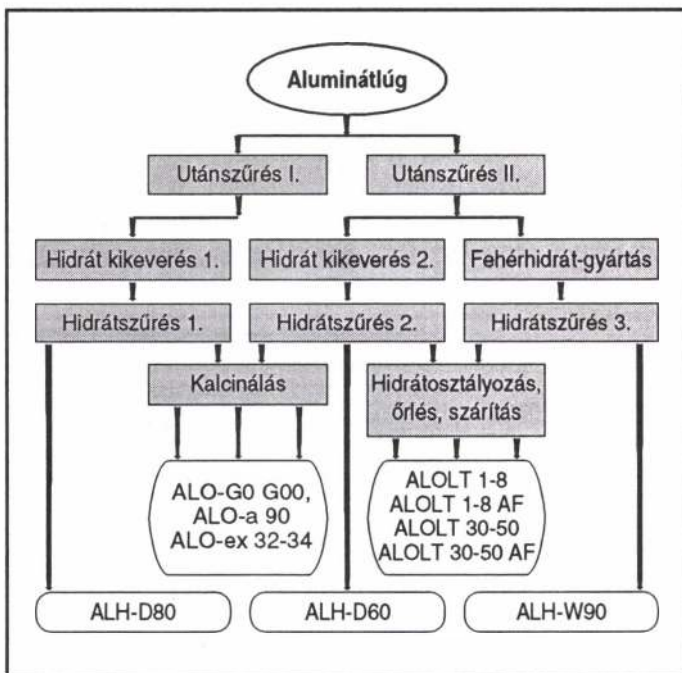 Aluminátlúg
Utánszűrés I.
Utánszűrés II.
Hidrát kikeverés 1.
Hidrát kikeverés 2.
Fehérhidrát-gyártás
Hidrátszűrés 1.
Hidrátszűrés 2.
Hidrátszűrés 3.
Kalcinálás
Hidrátosztályozás,
őrlés, szárítás
ALO-G0 G00,
ALO-a 90
ALO-ex 32-34
ALOLT 1-8
ALOLT 1-8 AF
ALOLT 30-50
ALOLT 30-50 AF
ALH-D80
ALH-D60
ALH-W90